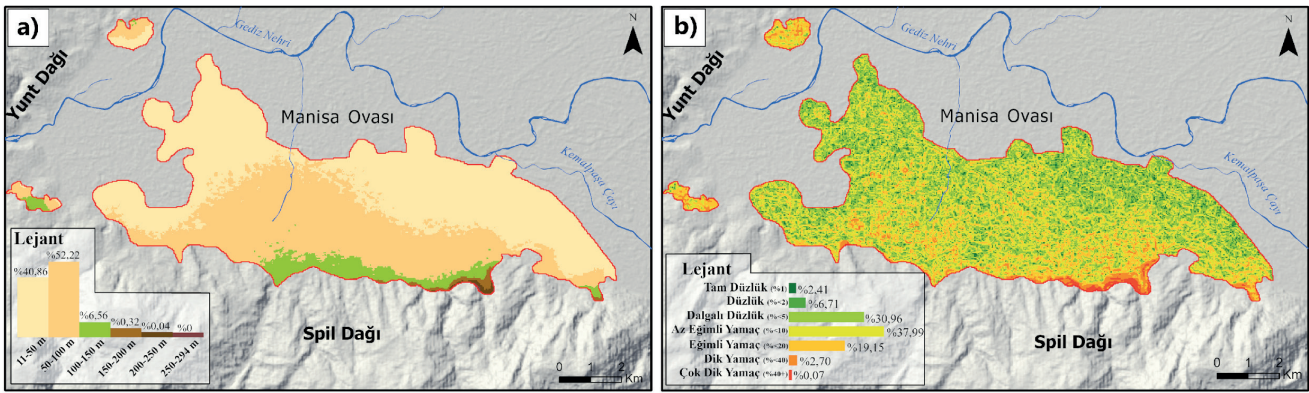 a)
N
Gediz Nehri
Yunt Dağı
Manisa Ovası
Kemalpaşa Çayı
Lejant
%40,86
%52,22
%6,56
%0,32
%0,04
%0
11-50 m
50-100 m
100-150 m
150-200 m
200-250 m
250-294 m
Spil Dağı
0 1 2
Km
b)
N
Gediz Nehri
Yunt Dağı
Manisa Ovası
Kemalpaşa Çayı
Lejant
Tam Düzlük (%1) %2,41
Düzlük (%<2) %6,71
Dalgalı Düzlük (%<5) %30,96
Az Eğimli Yamaç (%<10) %37,99
Eğimli Yamaç (%<20) %19,15
Dik Yamaç (%<40) %2,70
Çok Dik Yamaç (%40+) %0,07
Spil Dağı
0 1 2
Km